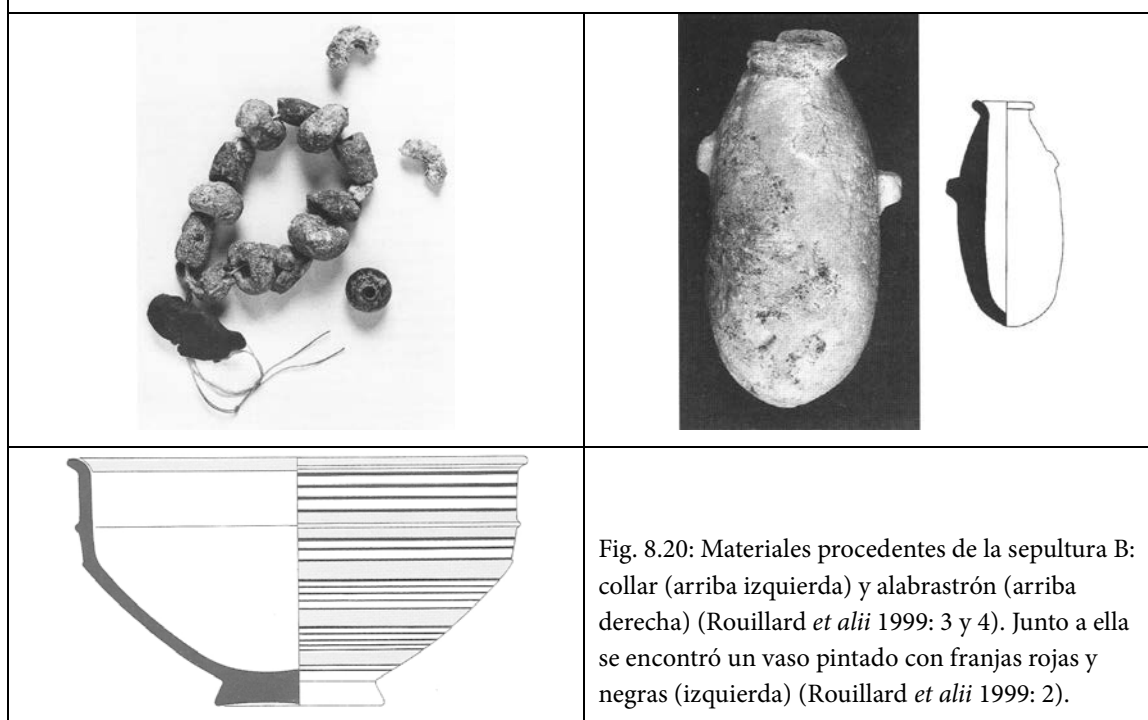 Fig. 8.20: Materiales procedentes de la sepultura B:
collar (arriba izquierda) y alabrastrón (arriba
derecha) (Rouillard et alii 1999: 3 y 4). Junto a ella
se encontró un vaso pintado con franjas rojas y
negras (izquierda) (Rouillard et alii 1999: 2).